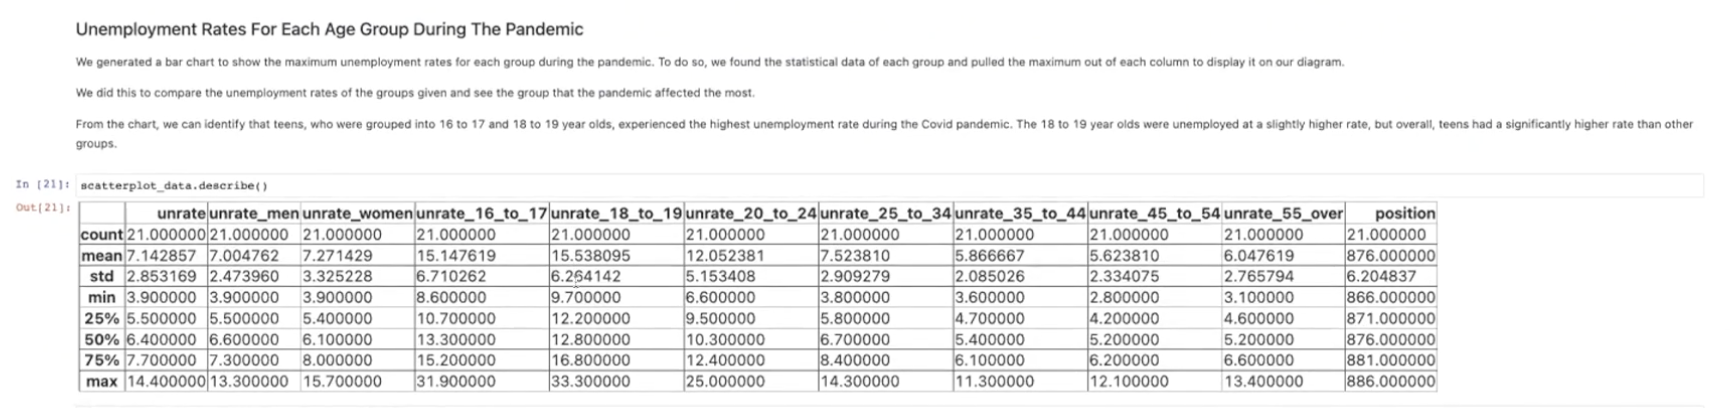 Unemployment Rates For Each Age Group During The Pandemic
We generated a bar chart to show the maximum unemployment rates for each group during the pandemic. To do so, we found the statistical data of each group and pulled the maximum out of each column to display it on our diagram.
We did this to compare the unemployment rates of the groups given and see the group that the pandemic affected the most.
From the chart, we can identify that teens, who were grouped into 16 to 17 and 18 to 19 year olds, experienced the highest unemployment rate during the Covid pandemic. The 18 to 19 year olds were unemployed at a slightly higher rate, but overall, teens had a significantly higher rate than other
groups.
In [21]: scatterplot_data.describe()
Out[21]: unrate unrate_men unrate_women unrate_16_to_17 unrate_18_to_19 unrate_20_to_24 unrate_25_to_34 unrate_35_to_44 unrate_45_to_54 unrate_55_over position
count 21.000000 21.000000 21.000000 21.000000 21.000000 21.000000 21.000000 21.000000 21.000000 21.000000 21.000000
mean 7.142857 7.004762 7.271429 15.147619 15.538095 12.052381 7.523810 5.866667 5.623810 6.047619 876.000000
std 2.853169 2.473960 3.325228 6.710262 6.264142 5.153408 2.909279 2.085026 2.334075 2.765794 6.204837
min 3.900000 3.900000 3.900000 8.600000 9.700000 6.600000 3.800000 3.600000 2.800000 3.100000 866.000000
25% 5.500000 5.500000 5.400000 10.700000 12.200000 9.500000 5.800000 4.700000 4.200000 4.600000 871.000000
50% 6.400000 6.600000 6.100000 13.300000 12.800000 10.300000 6.700000 5.400000 5.200000 5.200000 876.000000
75% 7.700000 7.300000 8.000000 15.200000 16.800000 12.400000 8.400000 6.100000 6.200000 6.600000 881.000000
max 14.400000 13.300000 15.700000 31.900000 33.300000 25.000000 14.300000 11.300000 12.100000 13.400000 886.000000